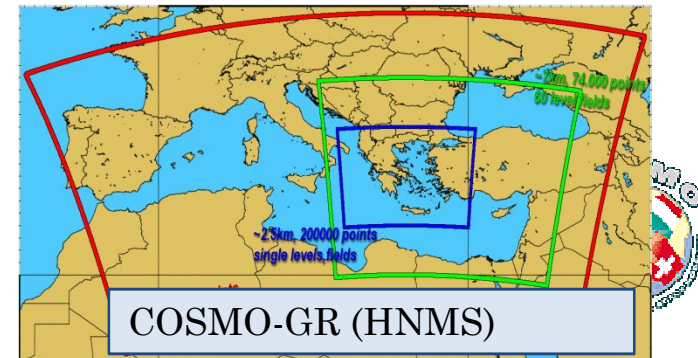 ~7km, 74.000 points
60 level fields
~2.5km, 200000 points
single levels,fields
COSMO-GR (HNMS)